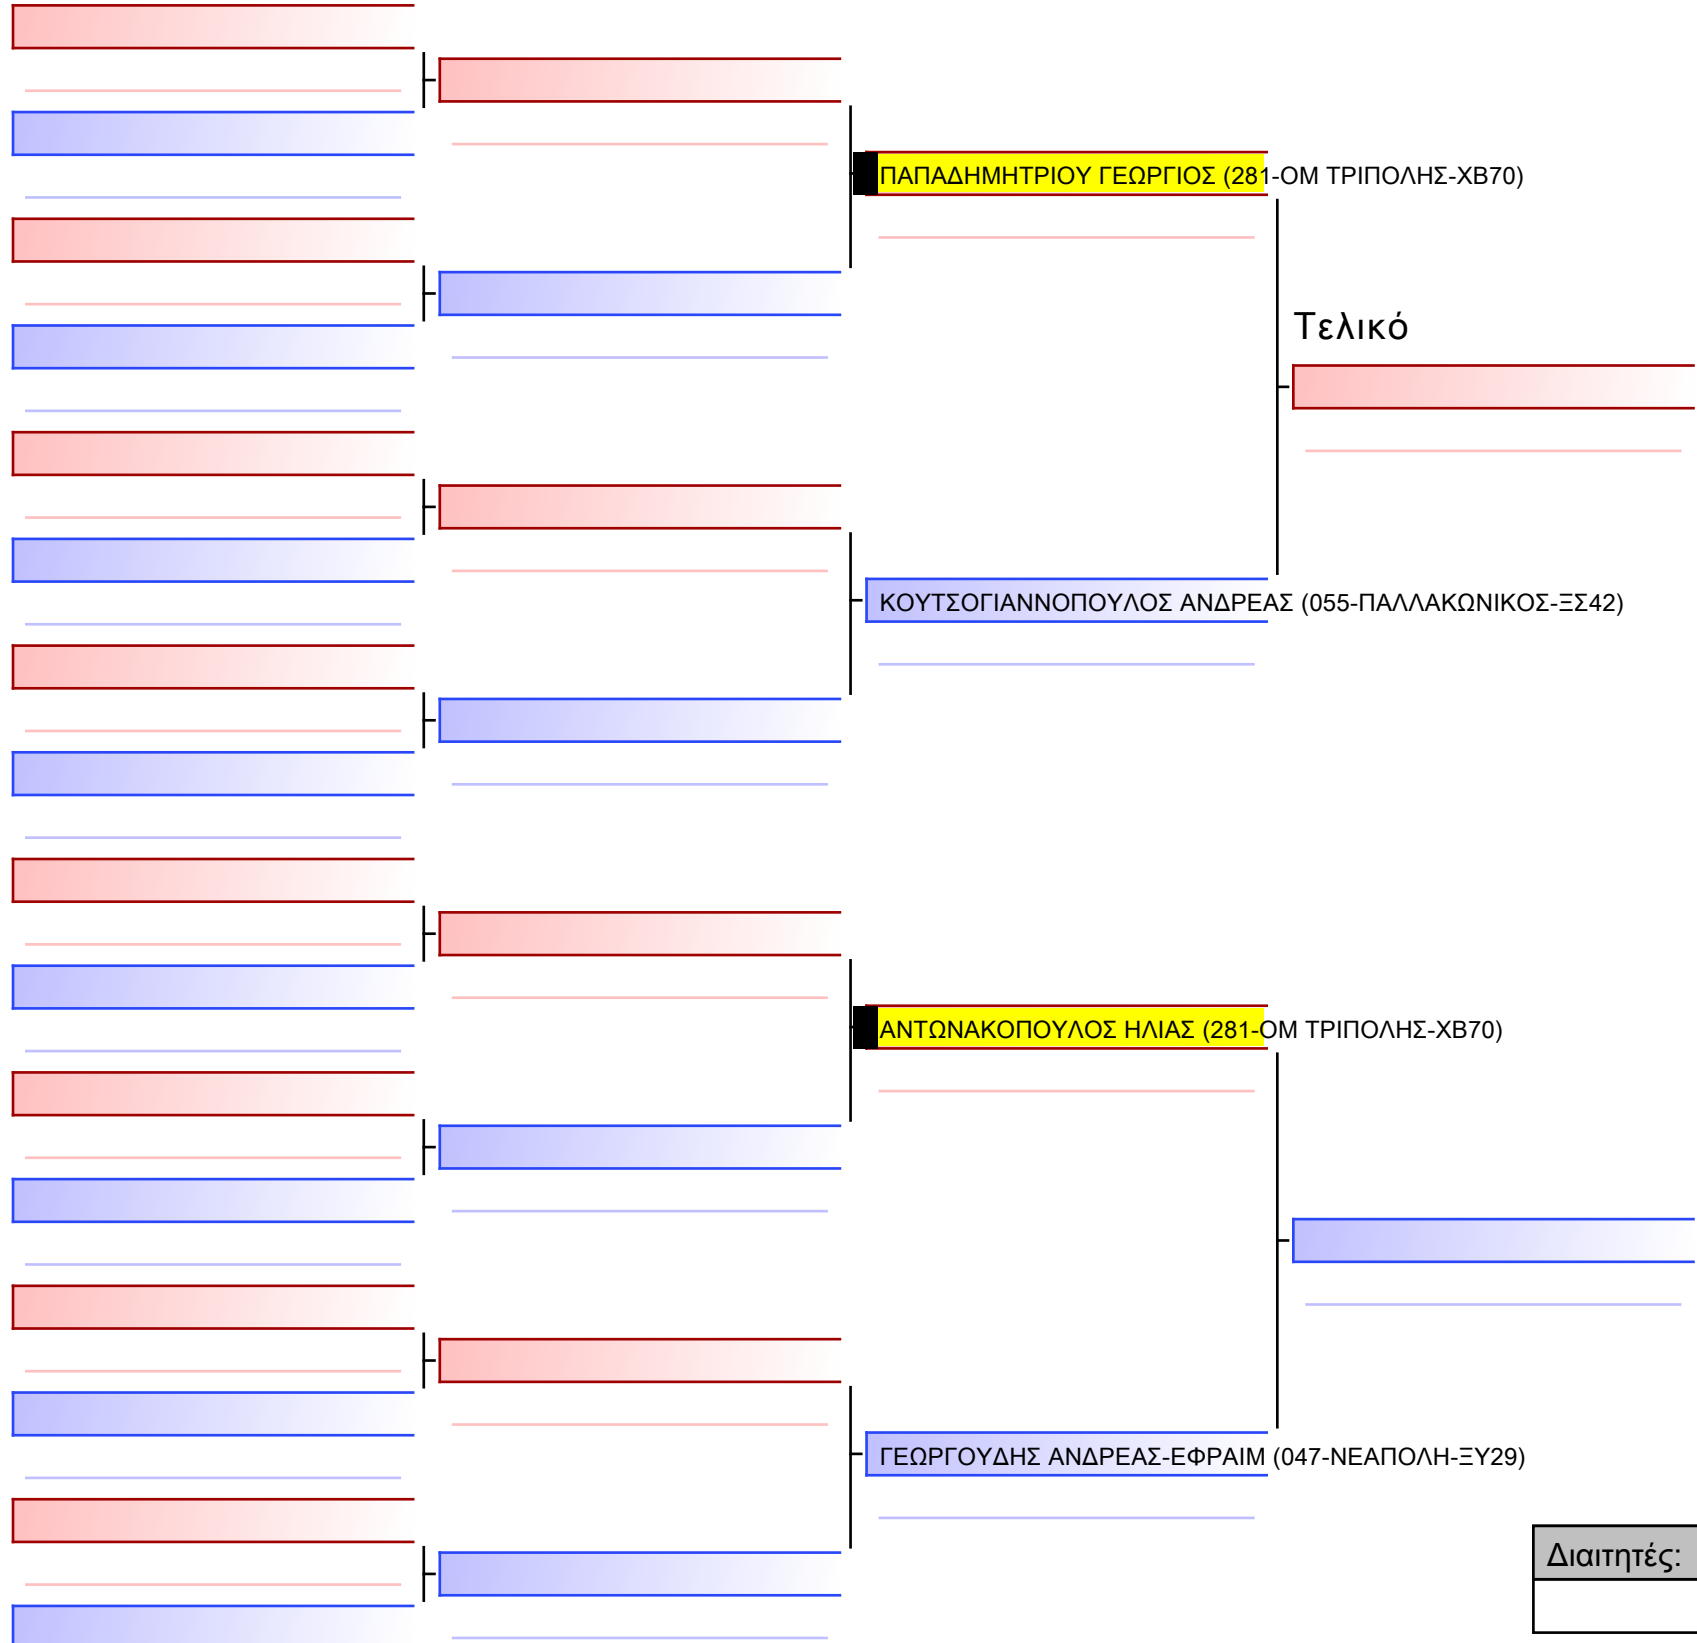 ΠΑΠΑΔΗΜΗΤΡΙΟΥ ΓΕΩΡΓΙΟΣ (281-ΟΜ ΤΡΙΠΟΛΗΣ-ΧΒ70)
Τελικό
ΚΟΥΤΣΟΓΙΑΝΝΟΠΟΥΛΟΣ ΑΝΔΡΕΑΣ (055-ΠΑΛΛΑΚΩΝΙΚΟΣ-ΞΣ42)
ΑΝΤΩΝΑΚΟΠΟΥΛΟΣ ΗΛΙΑΣ (281-ΟΜ ΤΡΙΠΟΛΗΣ-ΧΒ70)
ΓΕΩΡΓΟΥΔΗΣ ΑΝΔΡΕΑΣ-ΕΦΡΑΙΜ (047-ΝΕΑΠΟΛΗ-ΞΥ29)
Διαιτητές: